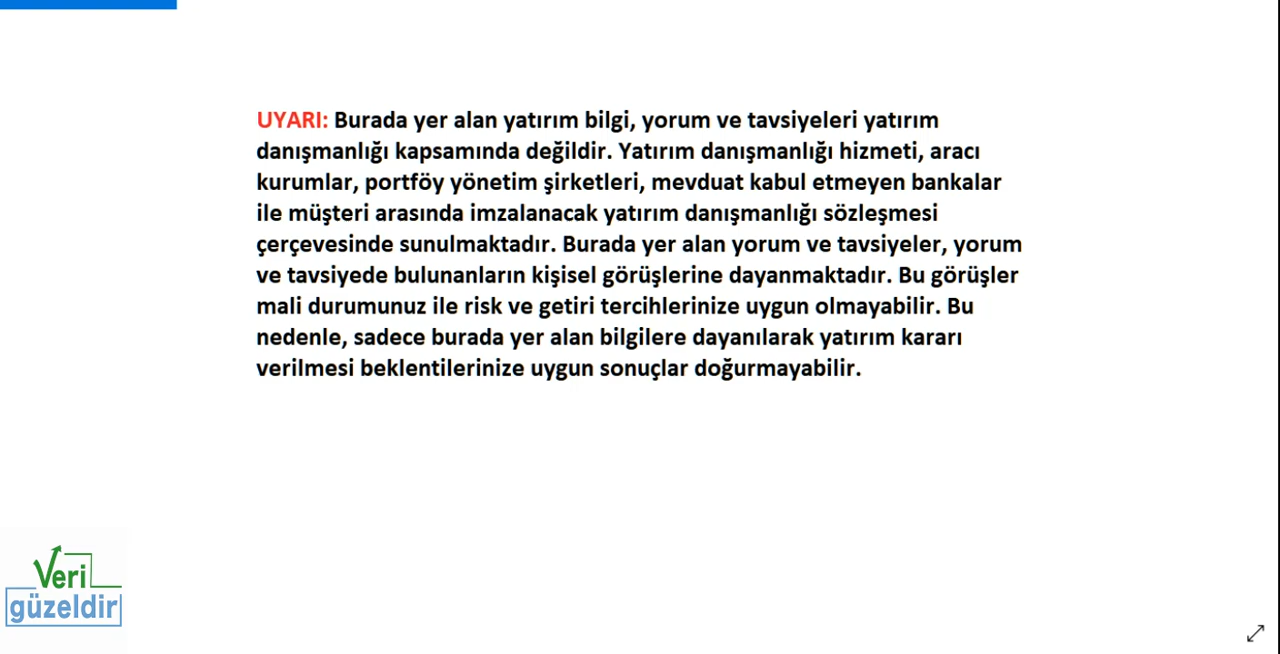 UYARI: Burada yer alan yatırım bilgi, yorum ve tavsiyeleri yatırım
danışmanlığı kapsamında değildir. Yatırım danışmanlığı hizmeti, aracı
kurumlar, portföy yönetim şirketleri, mevduat kabul etmeyen bankalar
ile müşteri arasında imzalanacak yatırım danışmanlığı sözleşmesi
çerçevesinde sunulmaktadır. Burada yer alan yorum ve tavsiyeler, yorum
ve tavsiyede bulunanların kişisel görüşlerine dayanmaktadır. Bu görüşler
mali durumunuz ile risk ve getiri tercihlerinize uygun olmayabilir. Bu
nedenle, sadece burada yer alan bilgilere dayanılarak yatırım kararı
verilmesi beklentilerinize uygun sonuçlar doğurmayabilir.
Veri
güzeldir